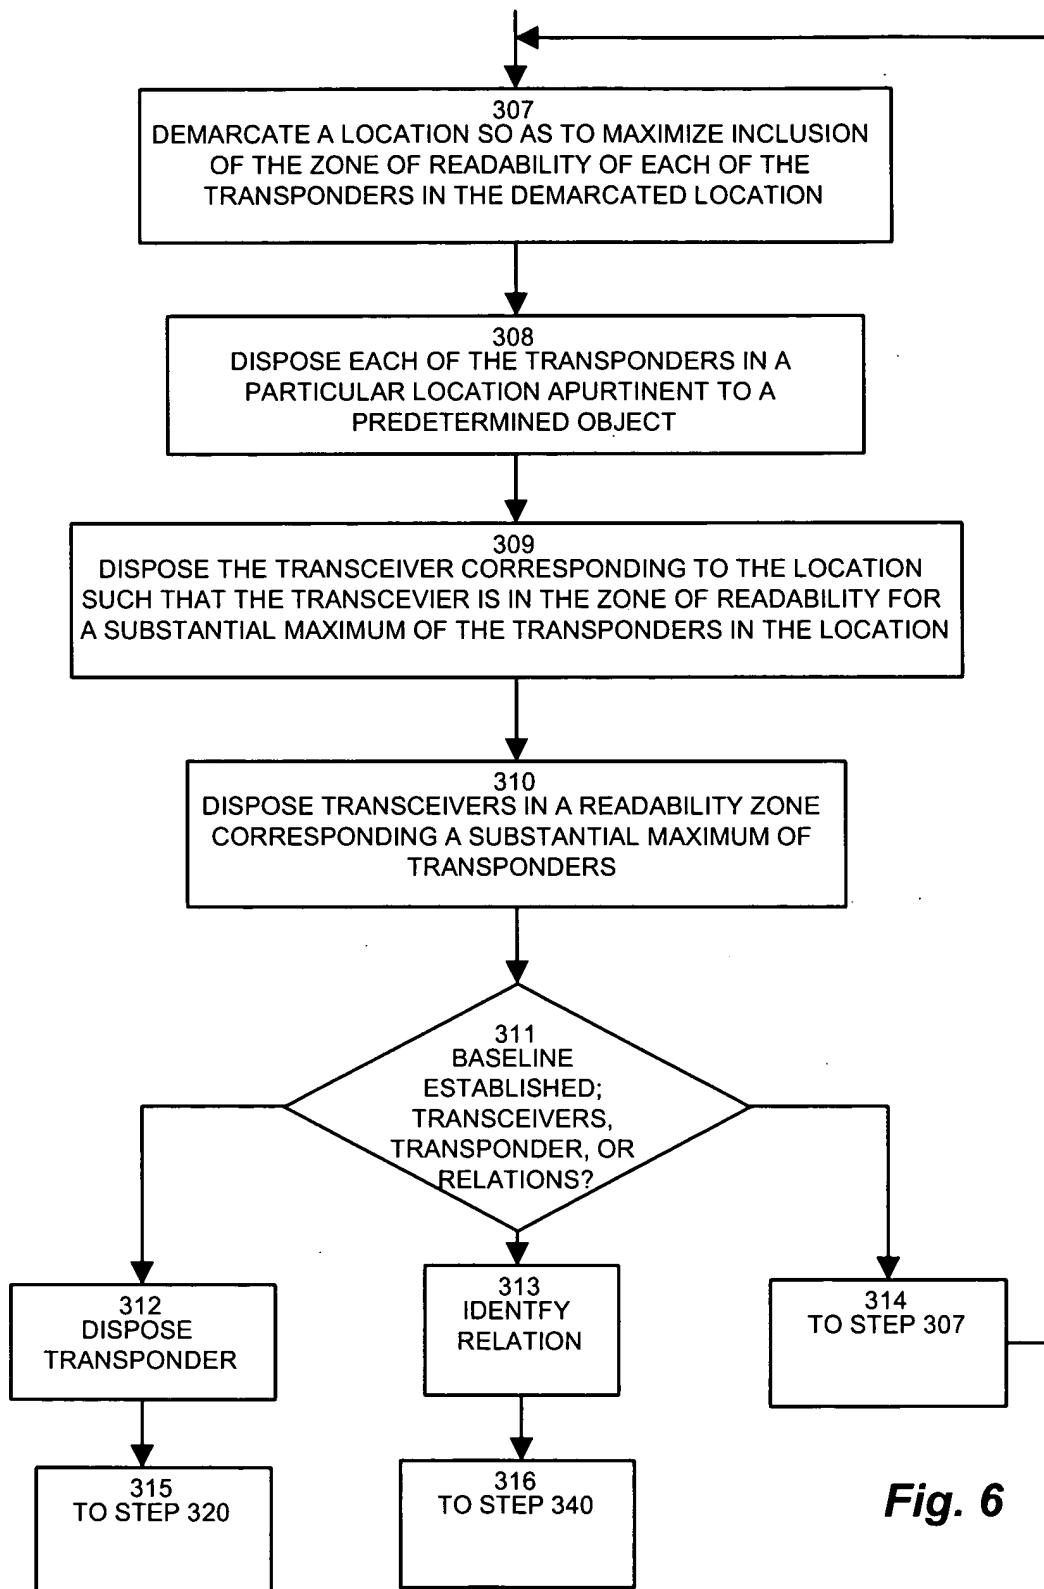 307
DEMARCATE A LOCATION SO AS TO MAXIMIZE INCLUSION
OF THE ZONE OF READABILITY OF EACH OF THE
TRANSPONDERS IN THE DEMARCATED LOCATION
308
DISPOSE EACH OF THE TRANSPONDERS IN A
PARTICULAR LOCATION APURTINENT TO A
PREDETERMINED OBJECT
309
DISPOSE THE TRANSCEIVER CORRESPONDING TO THE LOCATION
SUCH THAT THE TRANSCEVIER IS IN THE ZONE OF READABILITY FOR
A SUBSTANTIAL MAXIMUM OF THE TRANSPONDERS IN THE LOCATION
310
DISPOSE TRANSCEIVERS IN A READABILITY ZONE
CORRESPONDING A SUBSTANTIAL MAXIMUM OF
TRANSPONDERS
311
BASELINE
ESTABLISHED;
TRANSCEIVERS,
TRANSPONDER, OR
RELATIONS?
312
DISPOSE
TRANSPONDER
313
IDENTFY
RELATION
314
TO STEP 307
315
TO STEP 320
316
TO STEP 340
Fig. 6